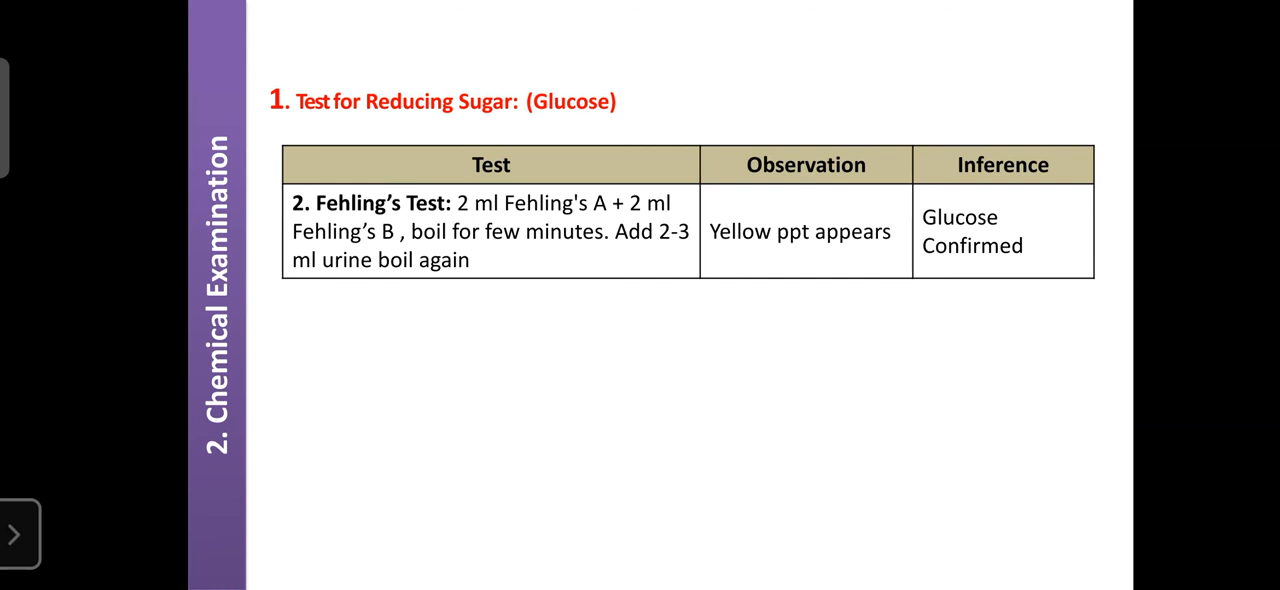 2. Chemical Examination
1. Test for Reducing Sugar: (Glucose)
Test
Observation
Inference
2. Fehling’s Test: 2 ml Fehling's A + 2 ml
Fehling’s B , boil for few minutes. Add 2-3
ml urine boil again
Yellow ppt appears
Glucose
Confirmed